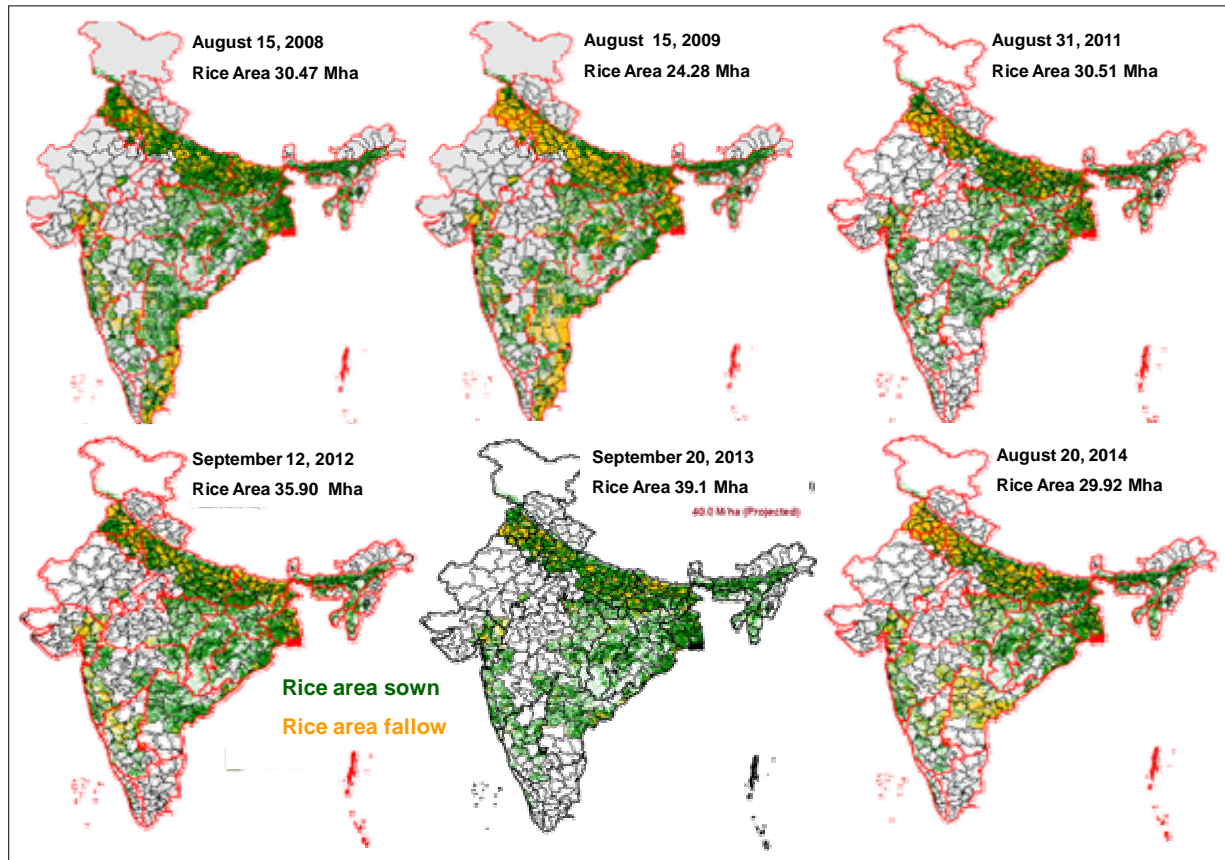 August 15, 2008
Rice Area 30.47 Mha
August 15, 2009
Rice Area 24.28 Mha
August 31, 2011
Rice Area 30.51 Mha
September 12, 2012
Rice Area 35.90 Mha
September 20, 2013
Rice Area 39.1 Mha
40.0 M ha (Projected)
August 20, 2014
Rice Area 29.92 Mha
Rice area sown
Rice area fallow